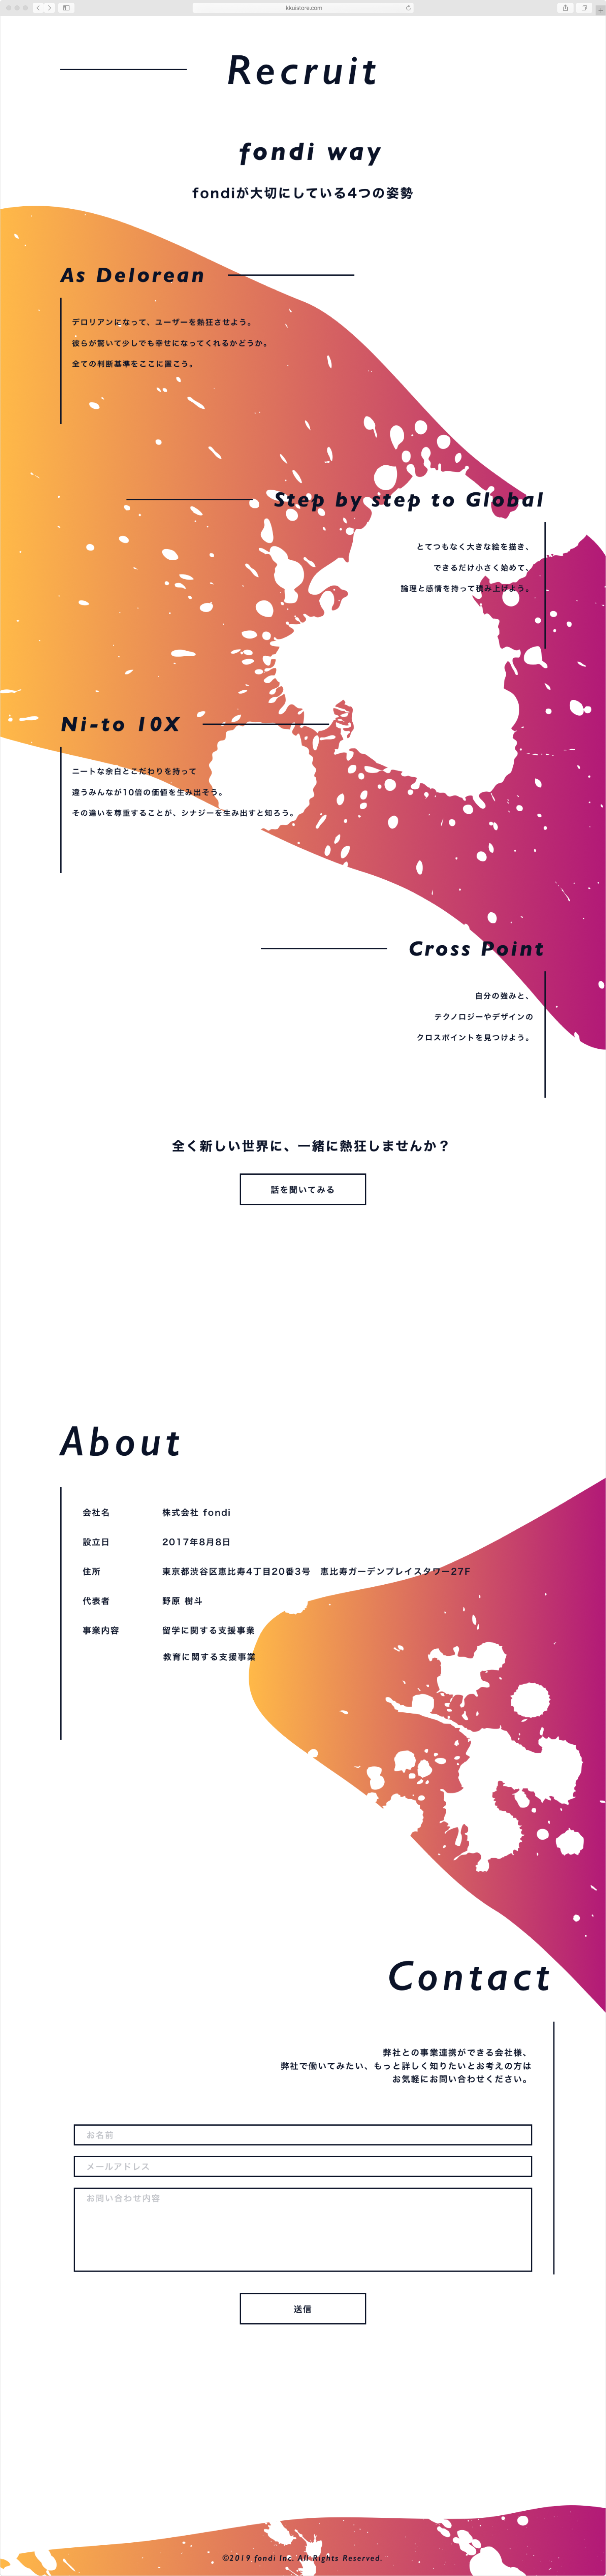 kkuistore.com
Recruit
fondi way
fondiが大切にしている4つの姿勢
As Delorean
デロリアンになって、ユーザーを熱狂させよう。
彼らが驚いて少しでも幸せになってくれるかどうか。
全ての判断基準をここに置こう。
Step by step to Global
とてつもなく大きな絵を描き、
できるだけ小さく始めて、
論理と感情を持って積み上げよう。
Ni-to 10X
ニートな余白とこだわりを持って
違うみんなが10倍の価値を生み出そう。
その違いを尊重することが、シナジーを生み出すと知ろう。
Cross Point
自分の強みと、
テクノロジーやデザインの
クロスポイントを見つけよう。
全く新しい世界に、一緒に熱狂しませんか？
話を聞いてみる
About
会社名 株式会社 fondi
設立日 2017年8月8日
住所 東京都渋谷区恵比寿4丁目20番3号　恵比寿ガーデンプレイスタワー27F
代表者 野原 樹斗
事業内容 留学に関する支援事業
教育に関する支援事業
Contact
弊社との事業連携ができる会社様、
弊社で働いてみたい、もっと詳しく知りたいとお考えの方は
お気軽にお問い合わせください。
お名前
メールアドレス
お問い合わせ内容
送信
©2019 fondi Inc. All Rights Reserved.